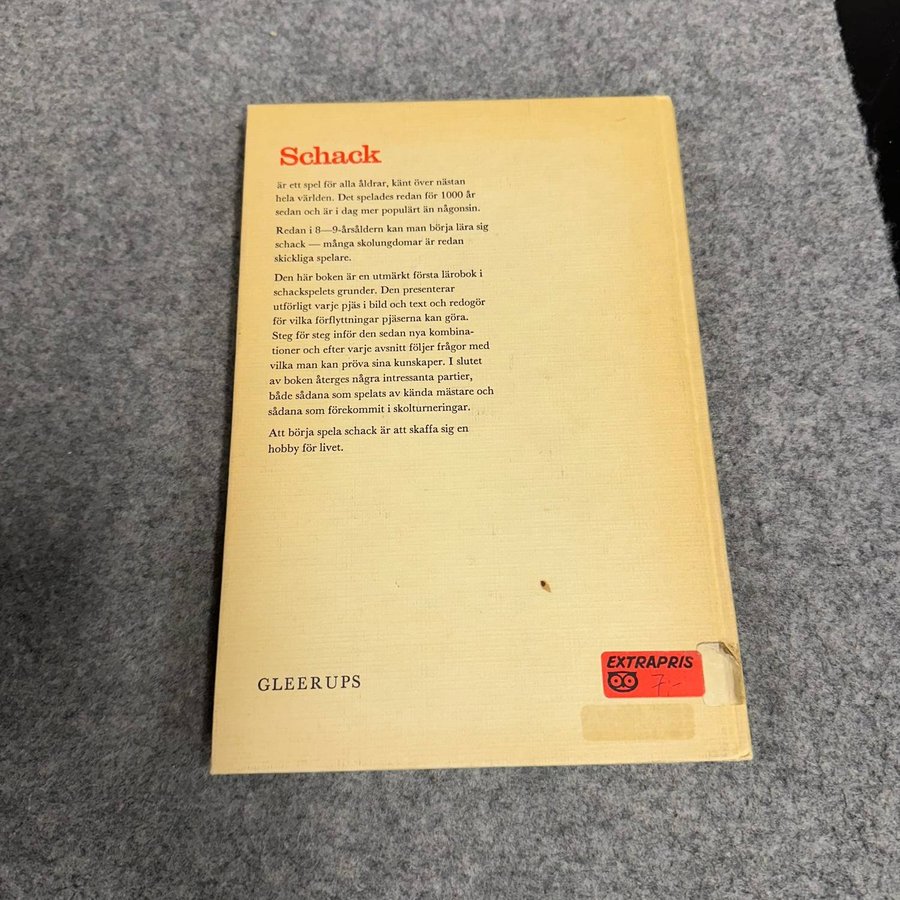 Schack
är ett spel för alla åldrar, känt över nästan
hela världen. Det spelades redan för 1000 år
sedan och är i dag mer populärt än någonsin.
Redan i 8—9-årsåldern kan man börja lära sig
schack — många skolungdomar är redan
skickliga spelare.
Den här boken är en utmärkt första lärobok i
schackspelets grunder. Den presenterar
utförligt varje pjäs i bild och text och redogör
för vilka förflyttningar pjäserna kan göra.
Steg för steg inför den sedan nya kombina-
tioner och efter varje avsnitt följer frågor med
vilka man kan pröva sina kunskaper. I slutet
av boken återges några intressanta partier,
både sådana som spelats av kända mästare och
sådana som förekommit i skolturneringar.
Att börja spela schack är att skaffa sig en
hobby för livet.
GLEERUPS
EXTRAPRIS
7:-